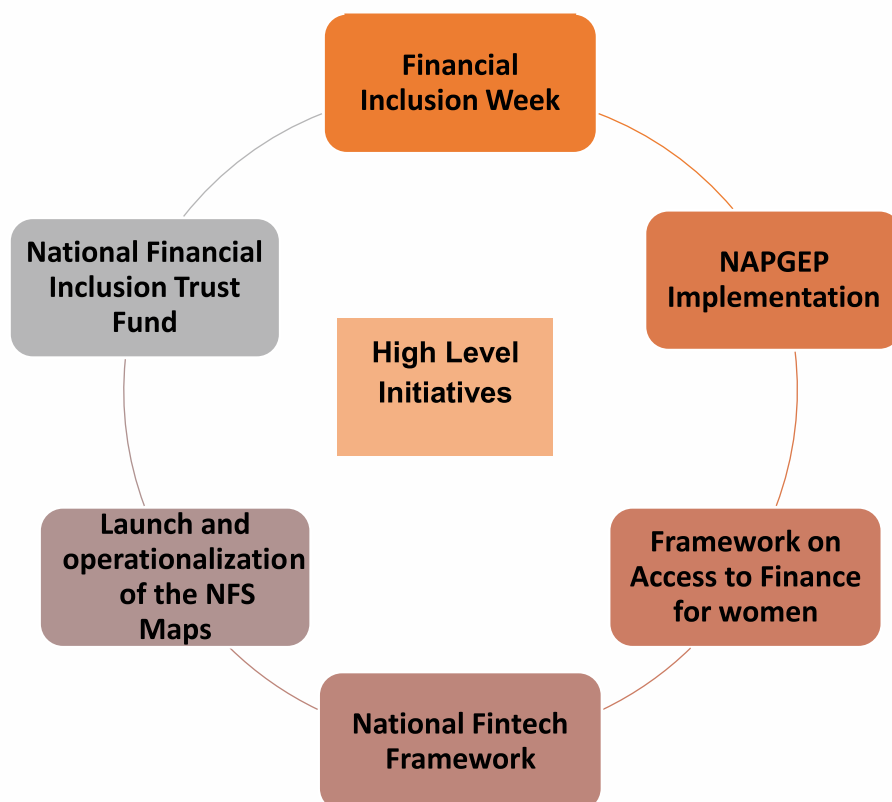 Financial
Inclusion Week
NAPGEP
Implementation
Framework on
Access to Finance
for women
National Fintech
Framework
Launch and
operationalization
of the NFS
Maps
National Financial
Inclusion Trust
Fund
High Level
Initiatives